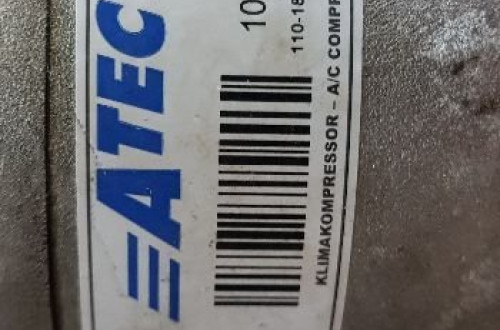 ATEC
10
110-18
KLIMAKOMPRESSOR – A/C COMPR